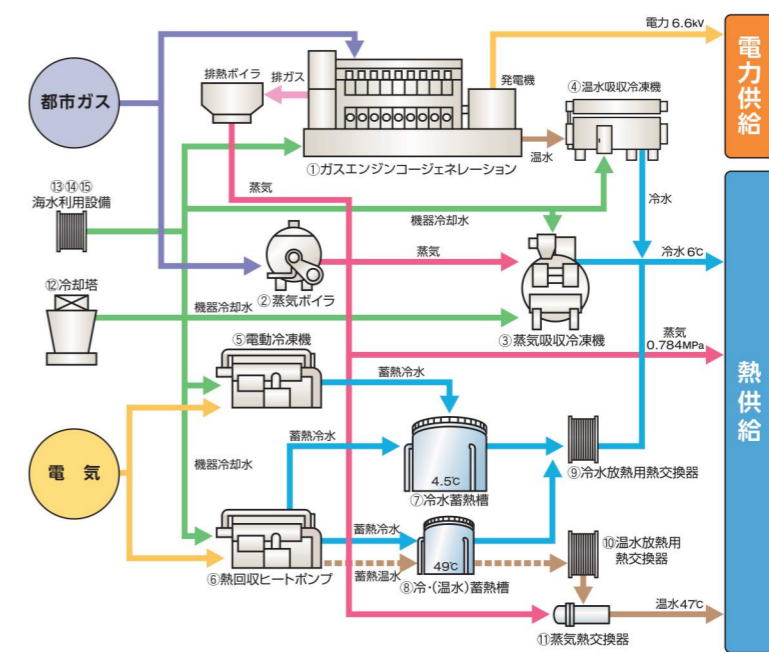 電力 6.6kV
電力供給
都市ガス
排熱ボイラ
排ガス
発電機
④温水吸収冷凍機
①ガスエンジンコージェネレーション
温水
⑬⑭⑮
海水利用設備
蒸気
機器冷却水
冷水
蒸気
冷水 6℃
⑫冷却塔
機器冷却水
②蒸気ボイラ
③蒸気吸収冷凍機
蒸気
0.784MPa
⑤電動冷凍機
蓄熱冷水
熱供給
電 気
機器冷却水
蓄熱冷水
4.5℃
⑦冷水蓄熱槽
⑨冷水放熱用熱交換器
蓄熱冷水
49℃
⑩温水放熱用
熱交換器
⑥熱回収ヒートポンプ
蓄熱温水
⑧冷・(温水)蓄熱槽
温水47℃
⑪蒸気熱交換器